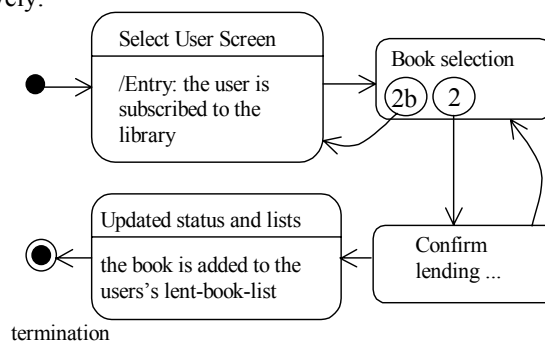 vely.
Select User Screen
/Entry: the user is
subscribed to the
library
Book selection
2b
2
Updated status and lists
the book is added to the
users's lent-book-list
Confirm
lending ...
termination